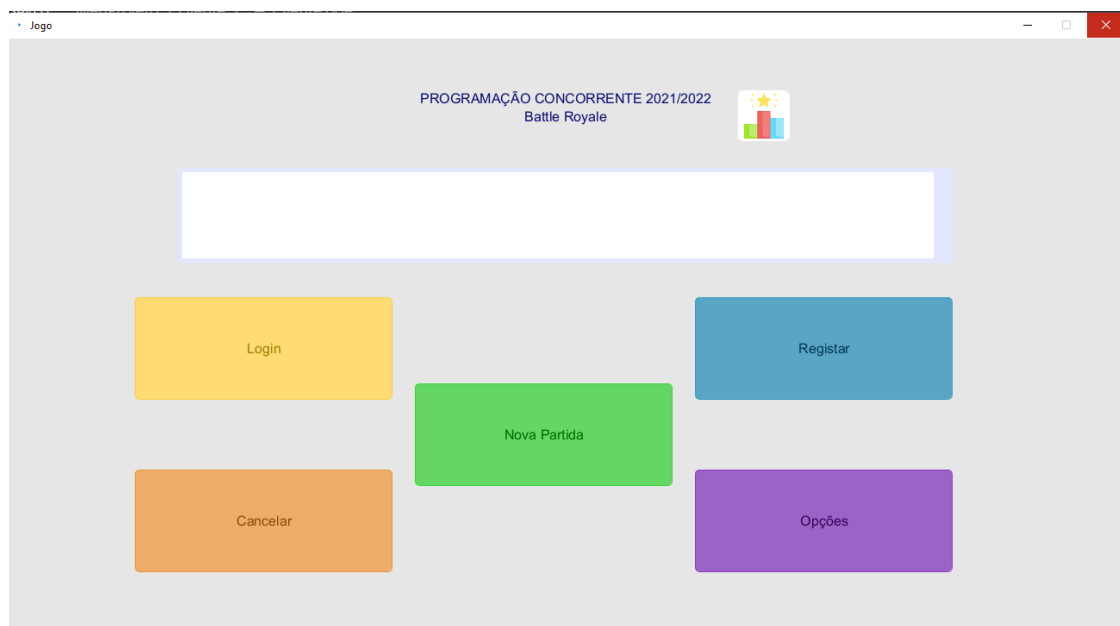 Jogo
PROGRAMAÇÃO CONCORRENTE 2021/2022
Battle Royale
Login
Registar
Nova Partida
Cancelar
Opções